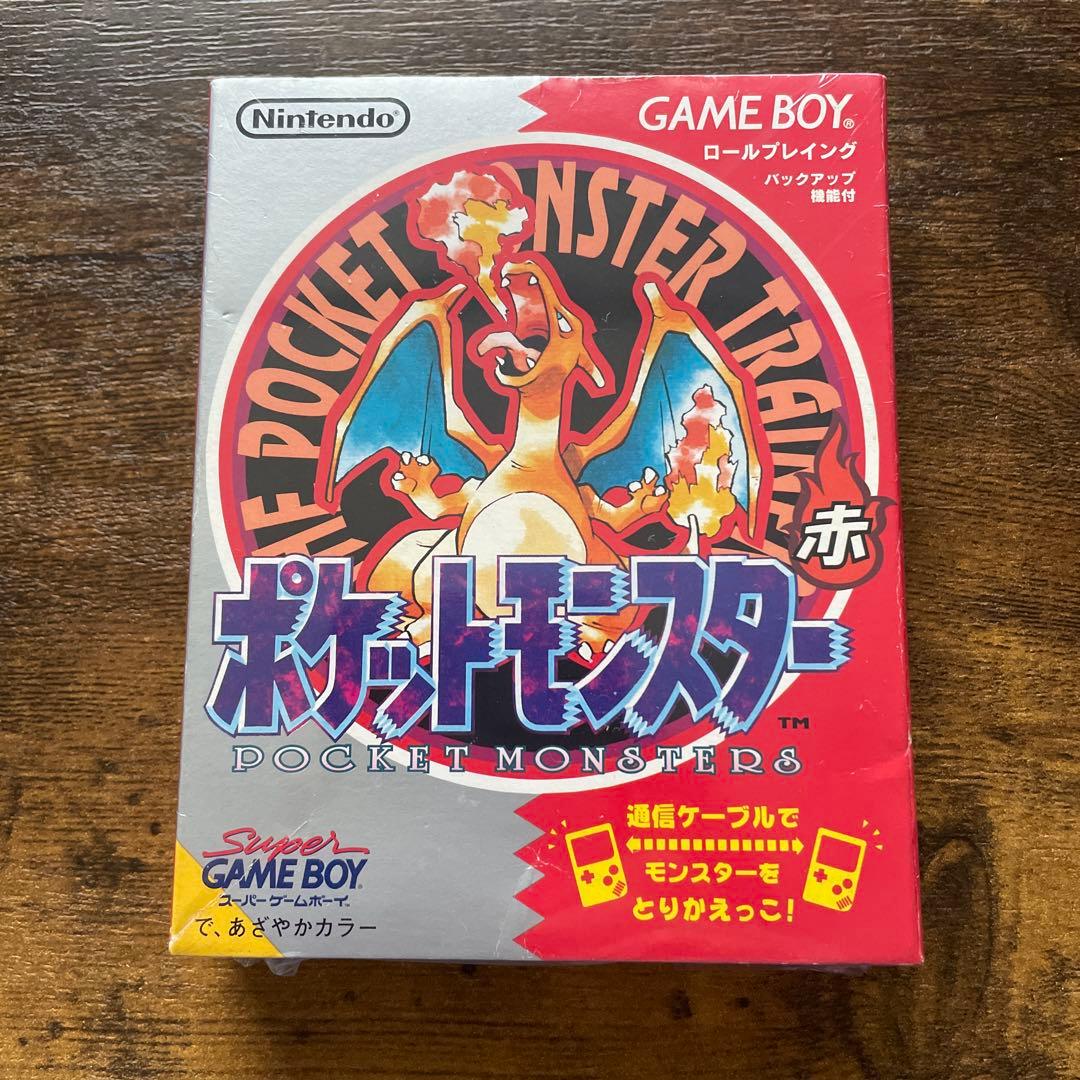 Nintendo®
GAME BOY®
ロールプレイング
バックアップ
機能付
POCKET MONSTER
赤
ポケットモンスター
TM
POCKET MONSTERS
通信ケーブルで
モンスターを
とりかえっこ!
Super
GAME BOY®
スーパーゲームボーイ™
で、あざやかカラー